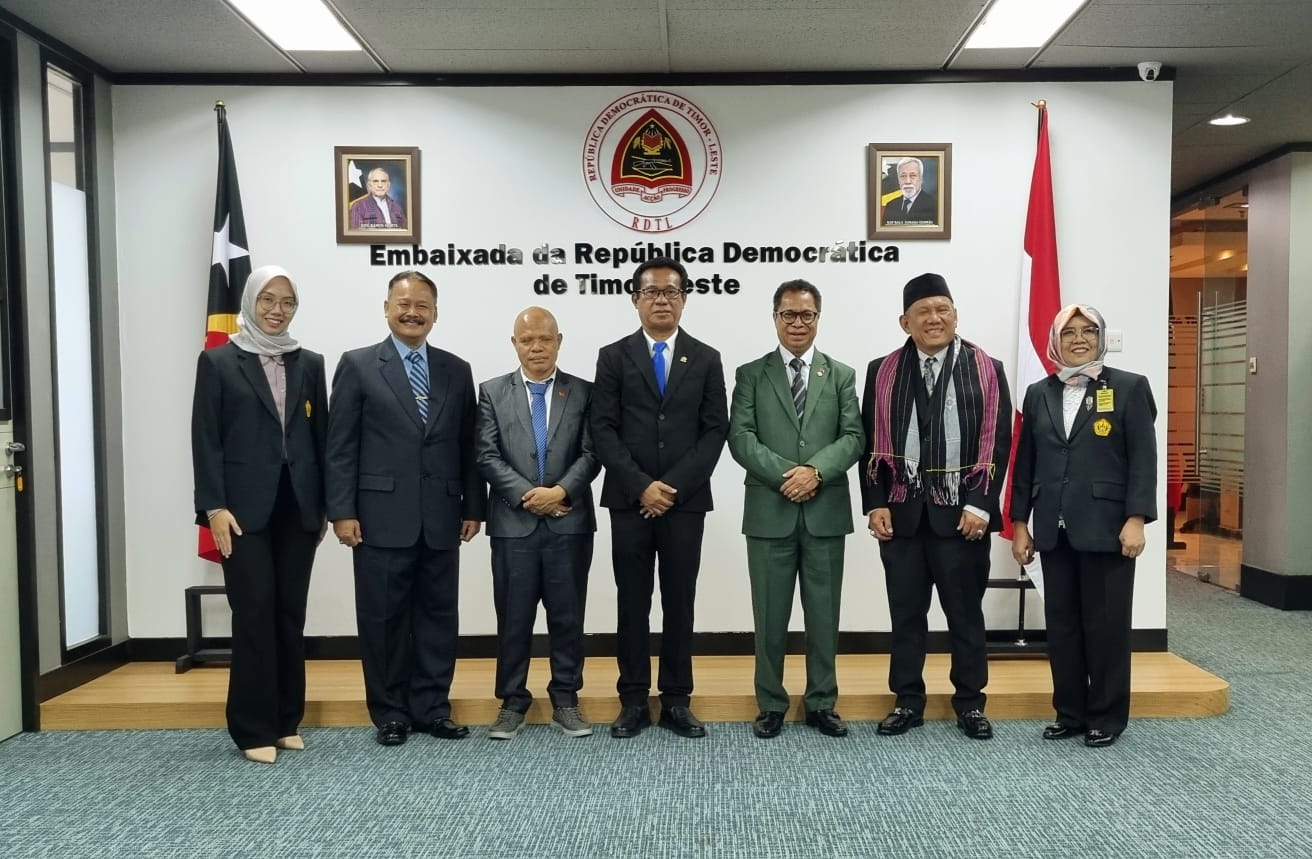 REPÚBLICA DEMOCRÁTICA DE TIMOR - LESTE
UNIDADE ACÇÃO PROGRESSO
RDTL
Embaixada da República Democrática
de Timor Leste